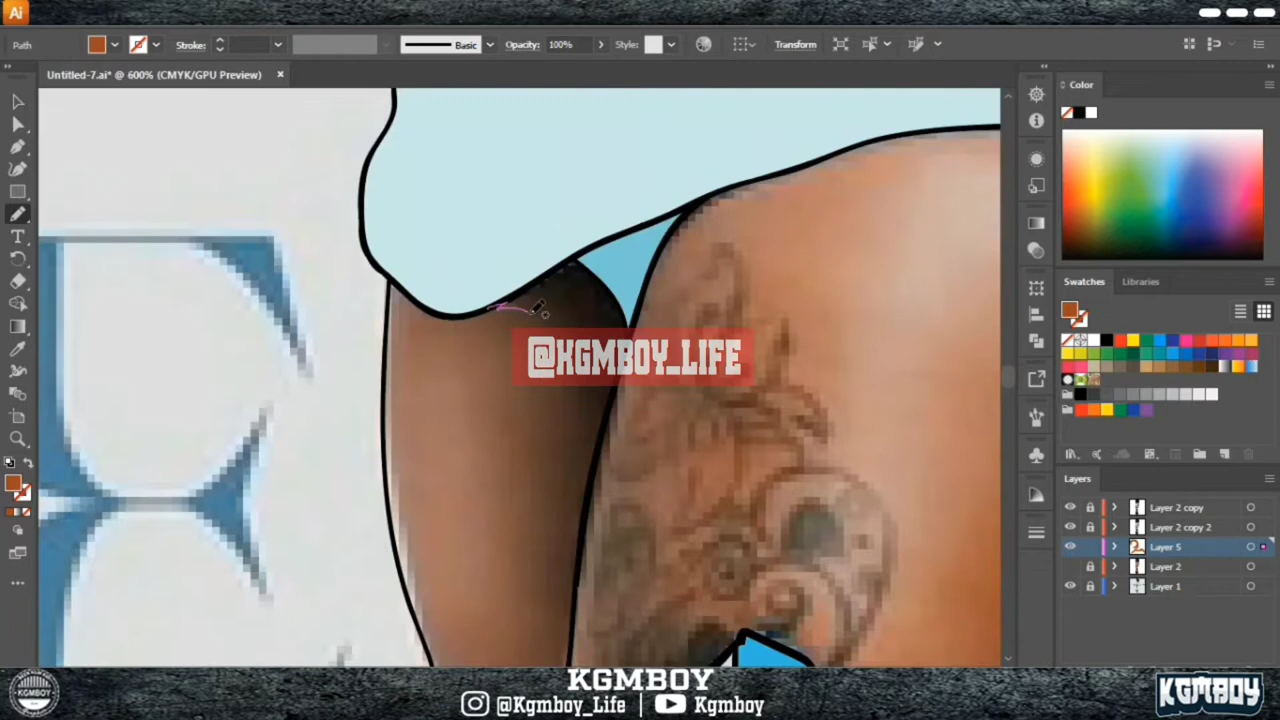 Ai
Path
Stroke:
Basic
Opacity:
100%
Style:
Transform
Untitled-7.ai* @ 600% (CMYK/GPU Preview)
Color
@KGMBOY_LIFE
Swatches
Libraries
Layers
Layer 2 copy
Layer 2 copy 2
Layer 5
Layer 2
Layer 1
KGMBOY
@Kgmboy_Life
Kgmboy
KGMBOY